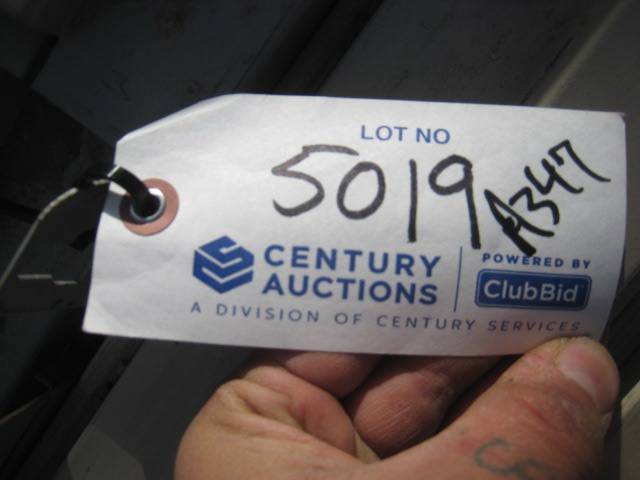 LOT NO
5019 A347
CENTURY AUCTIONS
POWERED BY
ClubBid
A DIVISION OF CENTURY SERVICES